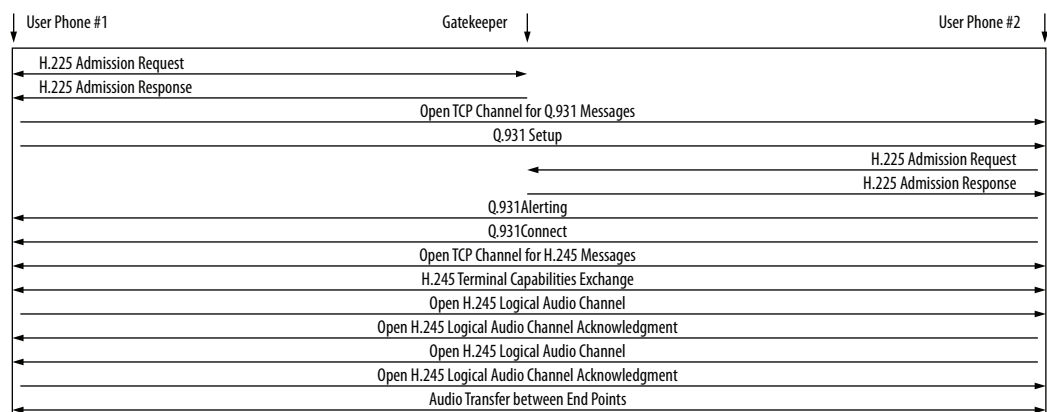 User Phone #1 Gatekeeper User Phone #2
H.225 Admission Request
H.225 Admission Response
Open TCP Channel for Q.931 Messages
Q.931 Setup
H.225 Admission Request
H.225 Admission Response
Q.931Alerting
Q.931Connect
Open TCP Channel for H.245 Messages
H.245 Terminal Capabilities Exchange
Open H.245 Logical Audio Channel
Open H.245 Logical Audio Channel Acknowledgment
Open H.245 Logical Audio Channel
Open H.245 Logical Audio Channel Acknowledgment
Audio Transfer between End Points